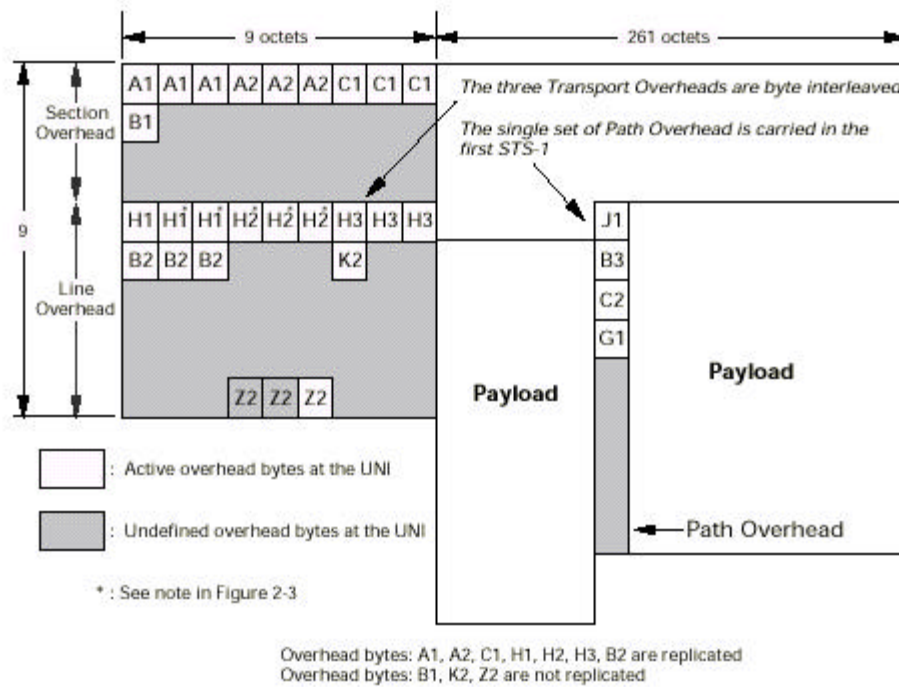 9 octets
261 octets
A1 A1 A1 A2 A2 A2 C1 C1 C1
The three Transport Overheads are byte interleaved
Section
Overhead
B1
The single set of Path Overhead is carried in the
first STS-1
9
H1 H1* H1* H2 H2* H2* H3 H3 H3
J1
B2 B2 B2 K2
B3
Line
Overhead
C2
G1
Payload
Payload
Z2 Z2 Z2
: Active overhead bytes at the UNI
: Undefined overhead bytes at the UNI
Path Overhead
* : See note in Figure 2-3
Overhead bytes: A1, A2, C1, H1, H2, H3, B2 are replicated
Overhead bytes: B1, K2, Z2 are not replicated